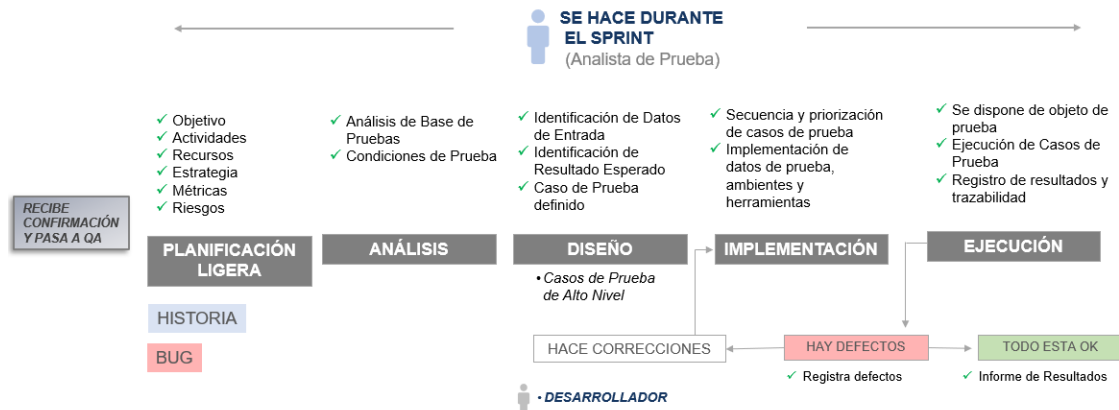 SE HACE DURANTE
EL SPRINT
(Analista de Prueba)
Objetivo
Actividades
Recursos
Estrategia
Métricas
Riesgos
Análisis de Base de
Pruebas
Condiciones de Prueba
Identificación de Datos
de Entrada
Identificación de
Resultado Esperado
Caso de Prueba
definido
Secuencia y priorización
de casos de prueba
Implementación de
datos de prueba,
ambientes y
herramientas
Se dispone de objeto de
prueba
Ejecución de Casos de
Prueba
Registro de resultados y
trazabilidad
RECIBE
CONFIRMACIÓN
Y PASA A QA
PLANIFICACIÓN
LIGERA
ANÁLISIS
DISEÑO
IMPLEMENTACIÓN
EJECUCIÓN
• Casos de Prueba
de Alto Nivel
HISTORIA
BUG
HACE CORRECCIONES
HAY DEFECTOS
TODO ESTA OK
Registra defectos
Informe de Resultados
• DESARROLLADOR